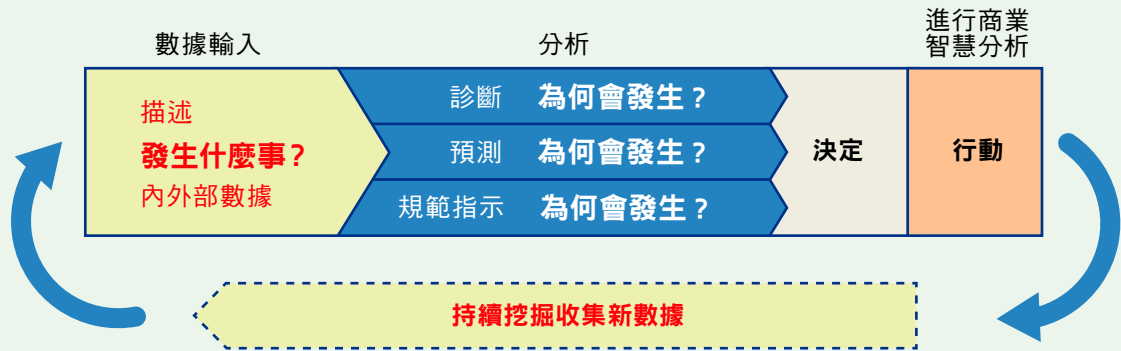 數據輸入
分析
進行商業
智慧分析
描述
發生什麼事？
內外部數據
診斷 為何會發生？
預測 為何會發生？
規範指示 為何會發生？
決定
行動
持續挖掘收集新數據